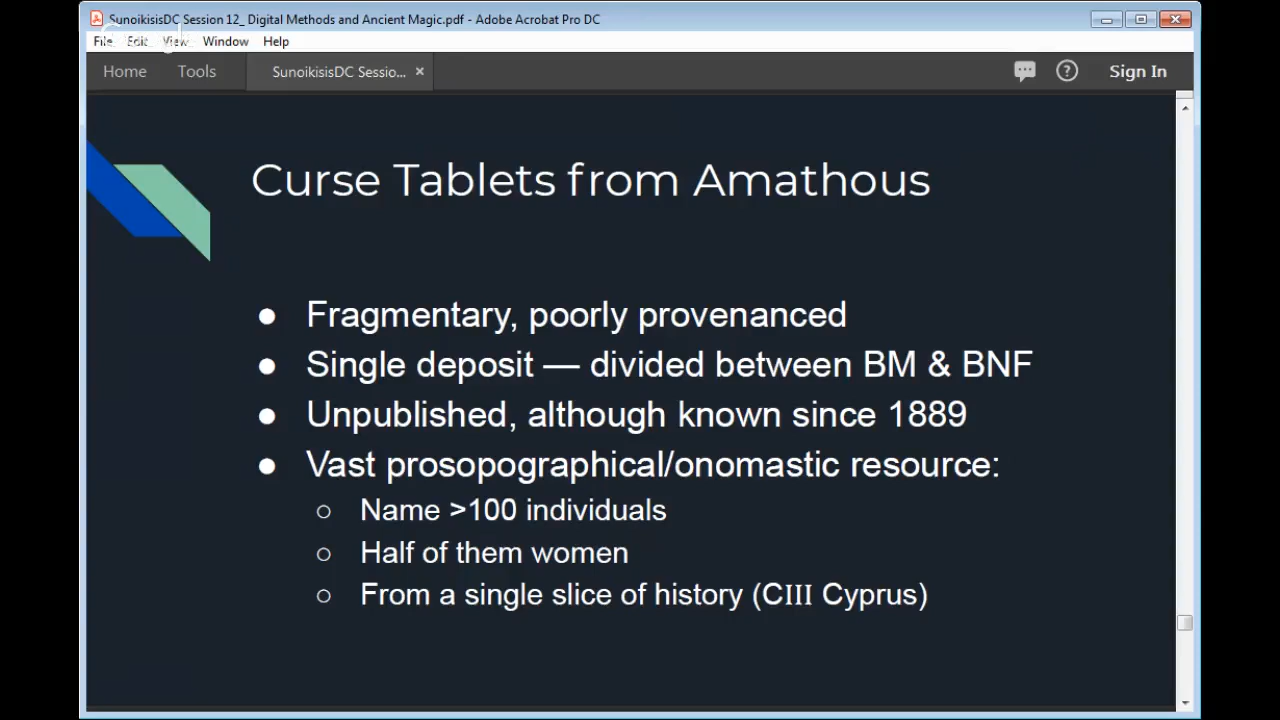 SunoikisisDC Session 12_ Digital Methods and Ancient Magic.pdf - Adobe Acrobat Pro DC
File Edit View Window Help
Home Tools SunoikisisDC Sessio... × ? Sign In
Curse Tablets from Amathous
● Fragmentary, poorly provenanced
● Single deposit — divided between BM & BNF
● Unpublished, although known since 1889
● Vast prosopographical/onomastic resource:
○ Name >100 individuals
○ Half of them women
○ From a single slice of history (CIII Cyprus)